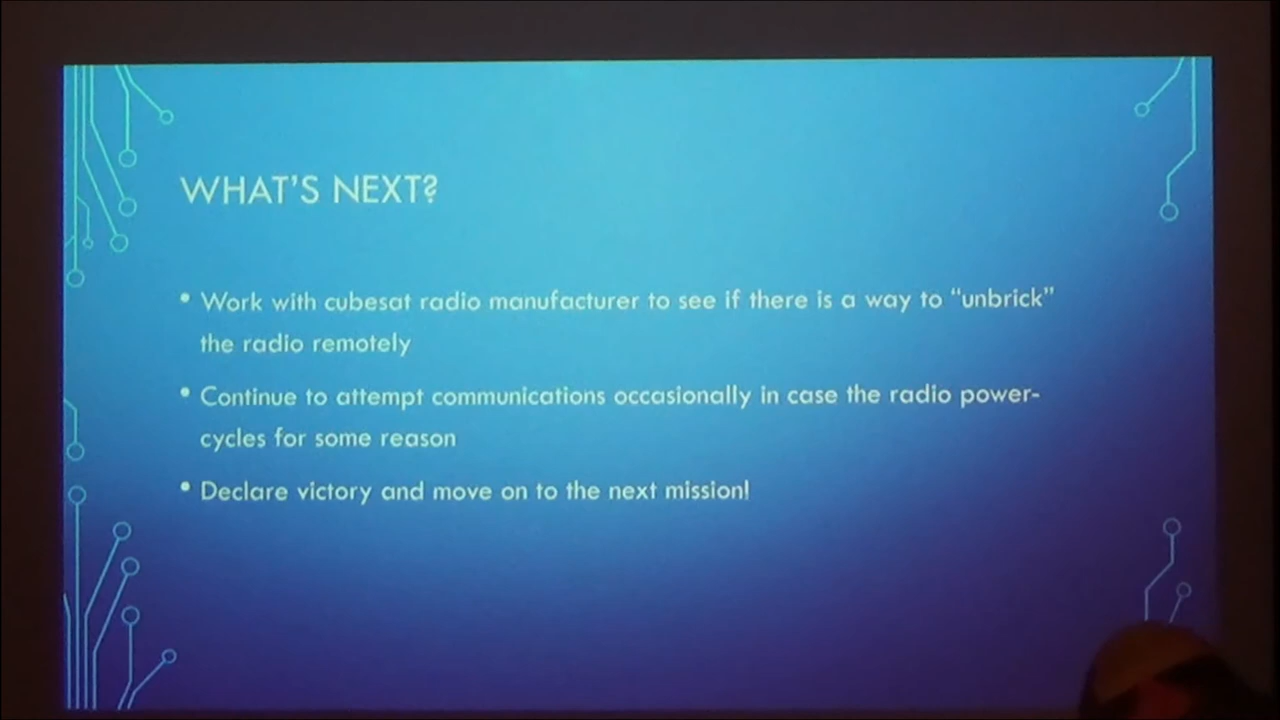 WHAT'S NEXT?
• Work with cubesat radio manufacturer to see if there is a way to “unbrick”
the radio remotely
• Continue to attempt communications occasionally in case the radio power-
cycles for some reason
• Declare victory and move on to the next mission!